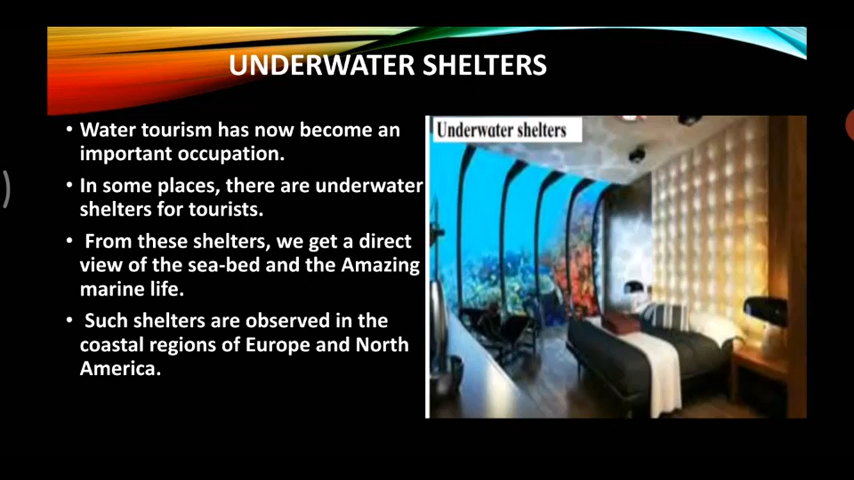 UNDERWATER SHELTERS
• Water tourism has now become an
important occupation.
• In some places, there are underwater
shelters for tourists.
• From these shelters, we get a direct
view of the sea-bed and the Amazing
marine life.
• Such shelters are observed in the
coastal regions of Europe and North
America.
Underwater shelters